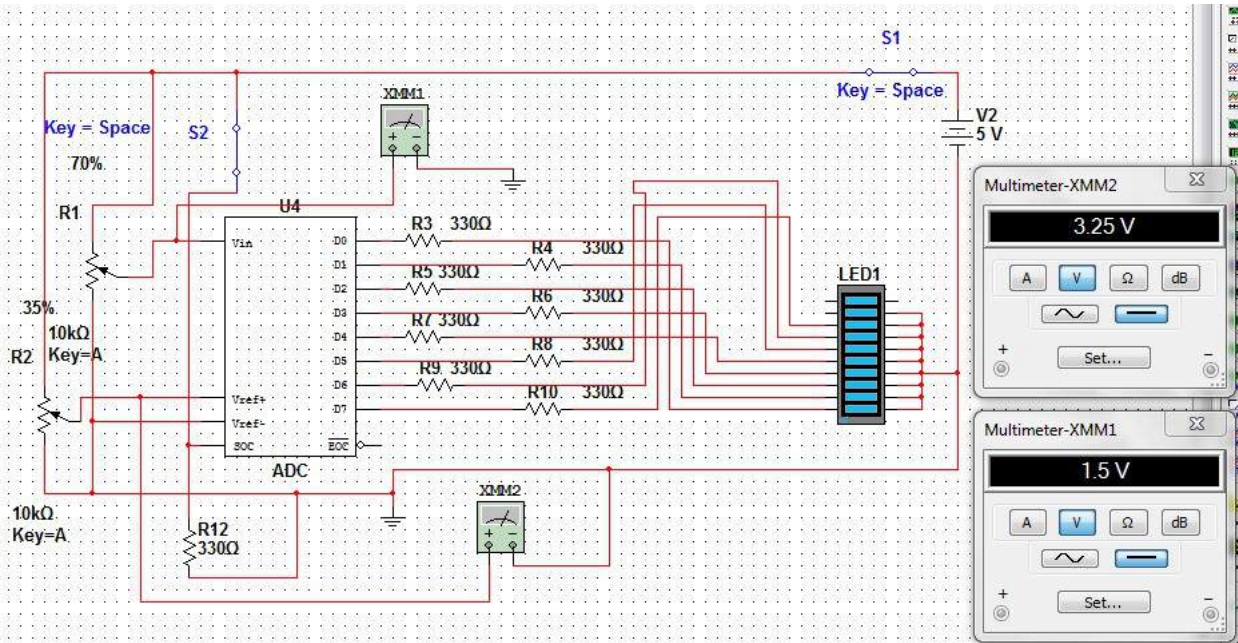 S1
Key = Space
XMM1
V2
5 V
Key = Space
S2
70%
R1
U4
Vin
D0
D1
D2
D3
D4
D5
D6
D7
R3 330Ω
R4 330Ω
R5 330Ω
R6 330Ω
R7 330Ω
R8 330Ω
R9 330Ω
R10 330Ω
LED1
35%
10kΩ
Key=A
R2
Vref+
Vref-
SOC
EOC
ADC
10kΩ
Key=A
R12
330Ω
XMM2
Multimeter-XMM2
3.25 V
A V Ω dB
+ Set... -
Multimeter-XMM1
1.5 V
A V Ω dB
+ Set... -